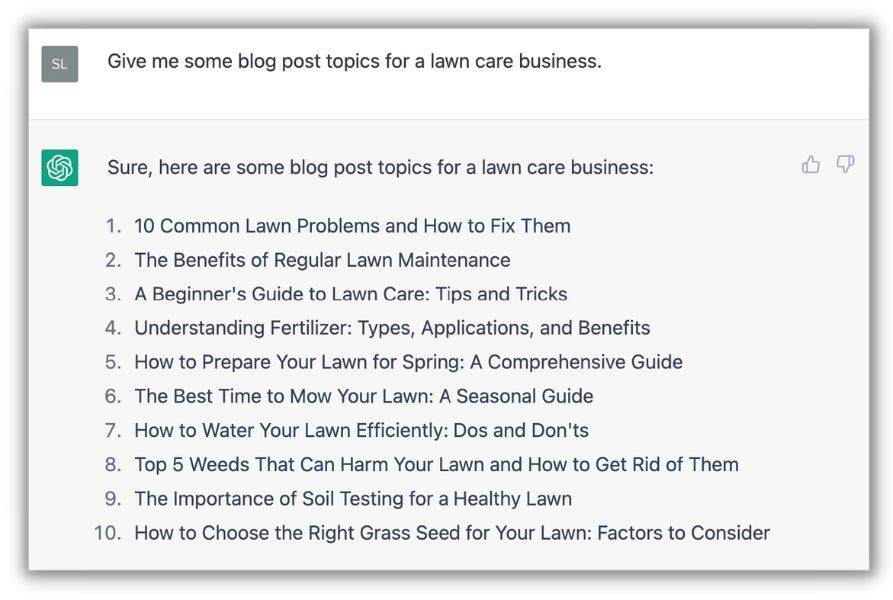 SL
Give me some blog post topics for a lawn care business.
Sure, here are some blog post topics for a lawn care business:
1. 10 Common Lawn Problems and How to Fix Them
2. The Benefits of Regular Lawn Maintenance
3. A Beginner's Guide to Lawn Care: Tips and Tricks
4. Understanding Fertilizer: Types, Applications, and Benefits
5. How to Prepare Your Lawn for Spring: A Comprehensive Guide
6. The Best Time to Mow Your Lawn: A Seasonal Guide
7. How to Water Your Lawn Efficiently: Dos and Don'ts
8. Top 5 Weeds That Can Harm Your Lawn and How to Get Rid of Them
9. The Importance of Soil Testing for a Healthy Lawn
10. How to Choose the Right Grass Seed for Your Lawn: Factors to Consider